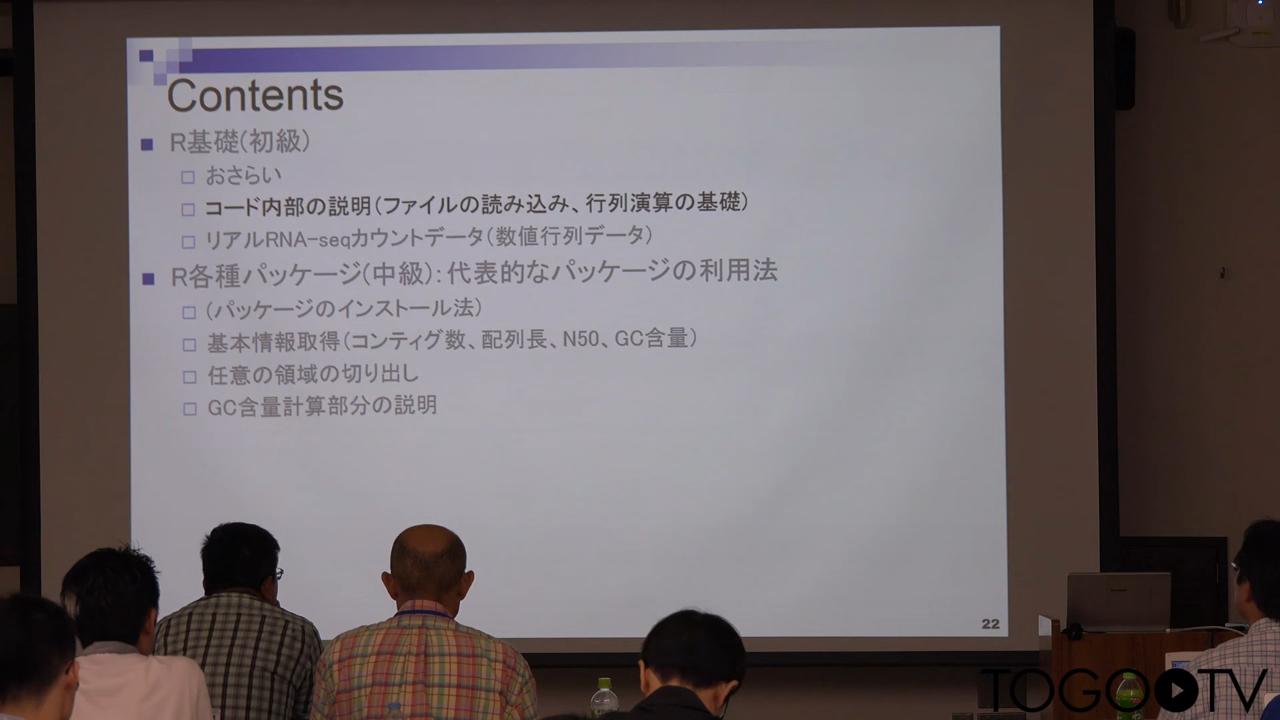 Contents
R基礎(初級)
おさらい
コード内部の説明(ファイルの読み込み、行列演算の基礎)
リアルRNA-seqカウントデータ(数値行列データ)
R各種パッケージ(中級):代表的なパッケージの利用法
(パッケージのインストール法)
基本情報取得(コンティグ数、配列長、N50、GC含量)
任意の領域の切り出し
GC含量計算部分の説明
22
TOGOTV